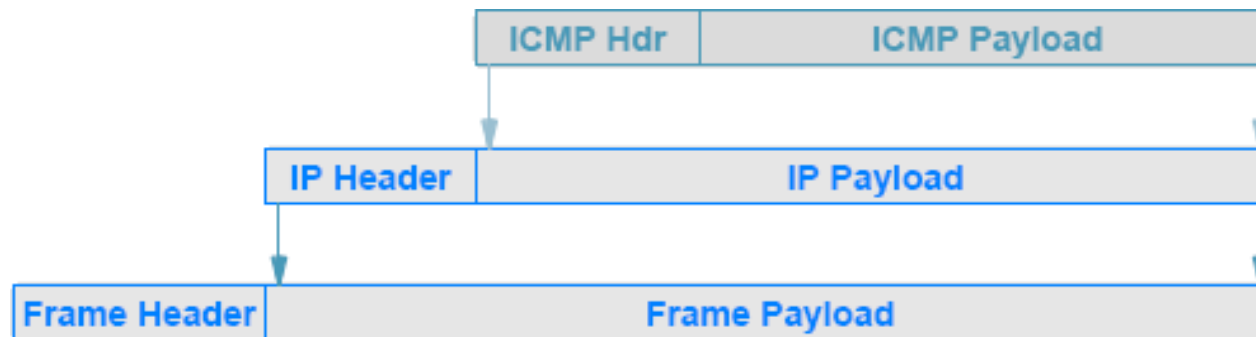 ICMP Hdr ICMP Payload
IP Header IP Payload
Frame Header Frame Payload